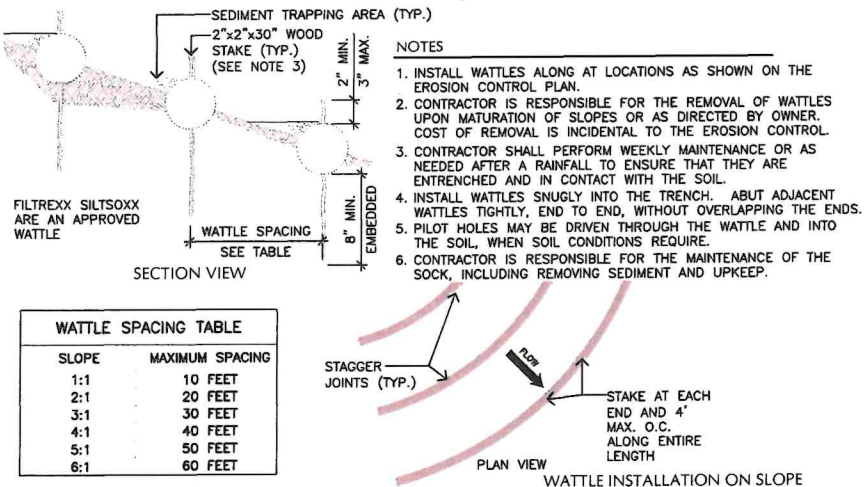 SEDIMENT TRAPPING AREA (TYP.)
2"x2"x30" WOOD
STAKE (TYP.)
(SEE NOTE 3)
2" MIN.
3" MAX.
FILTREXX SILTSOXX
ARE AN APPROVED
WATTLE
WATTLE SPACING
SEE TABLE
8" MIN.
EMBEDDED
SECTION VIEW
NOTES
1. INSTALL WATTLES ALONG AT LOCATIONS AS SHOWN ON THE
EROSION CONTROL PLAN.
2. CONTRACTOR IS RESPONSIBLE FOR THE REMOVAL OF WATTLES
UPON MATURATION OF SLOPES OR AS DIRECTED BY OWNER.
COST OF REMOVAL IS INCIDENTAL TO THE EROSION CONTROL.
3. CONTRACTOR SHALL PERFORM WEEKLY MAINTENANCE OR AS
NEEDED AFTER A RAINFALL TO ENSURE THAT THEY ARE
ENTRENCHED AND IN CONTACT WITH THE SOIL.
4. INSTALL WATTLES SNUGLY INTO THE TRENCH. ABUT ADJACENT
WATTLES TIGHTLY, END TO END, WITHOUT OVERLAPPING THE ENDS.
5. PILOT HOLES MAY BE DRIVEN THROUGH THE WATTLE AND INTO
THE SOIL, WHEN SOIL CONDITIONS REQUIRE.
6. CONTRACTOR IS RESPONSIBLE FOR THE MAINTENANCE OF THE
SOCK, INCLUDING REMOVING SEDIMENT AND UPKEEP.
WATTLE SPACING TABLE
SLOPE MAXIMUM SPACING
1:1 10 FEET
2:1 20 FEET
3:1 30 FEET
4:1 40 FEET
5:1 50 FEET
6:1 60 FEET
STAGGER
JOINTS (TYP.)
FLOW
STAKE AT EACH
END AND 4'
MAX. O.C.
ALONG ENTIRE
LENGTH
PLAN VIEW
WATTLE INSTALLATION ON SLOPE